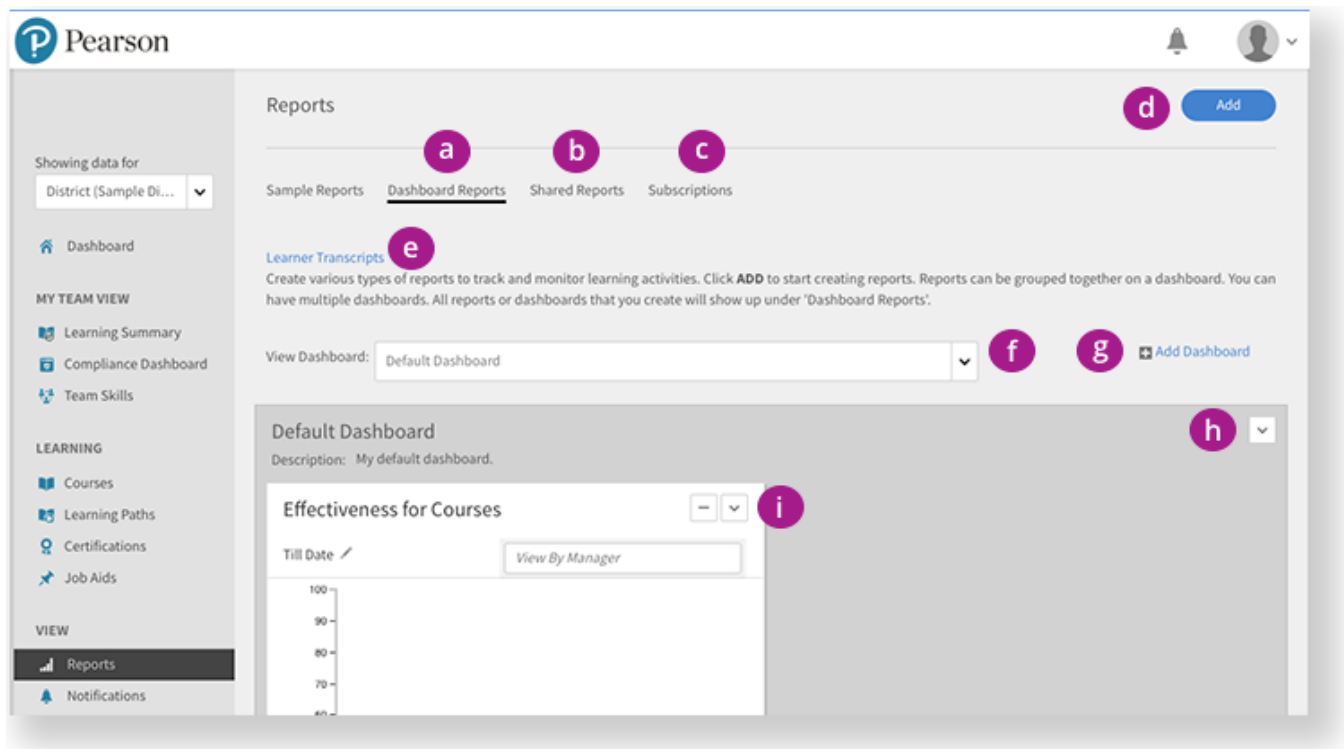 Pearson
Reports
d
Add
a
b
c
Showing data for
District (Sample Di...
Sample Reports
Dashboard Reports
Shared Reports
Subscriptions
Dashboard
Learner Transcripts
e
Create various types of reports to track and monitor learning activities. Click ADD to start creating reports. Reports can be grouped together on a dashboard. You can
have multiple dashboards. All reports or dashboards that you create will show up under 'Dashboard Reports'.
MY TEAM VIEW
Learning Summary
Compliance Dashboard
Team Skills
View Dashboard:
Default Dashboard
f
g
Add Dashboard
LEARNING
Courses
Learning Paths
Certifications
Job Aids
Default Dashboard
h
Description: My default dashboard.
Effectiveness for Courses
i
Till Date
View By Manager
100
90
80
70
60
VIEW
Reports
Notifications